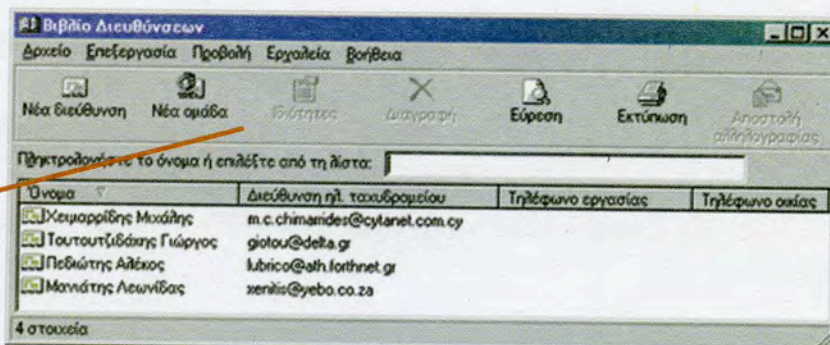 Βιβλίο Διευθύνσεων
Αρχείο Επεξεργασία Προβολή Εργαλεία Βοήθεια
Νέα διεύθυνση Νέα ομάδα Ιδιότητες Διαγραφή Εύρεση Εκτύπωση Αποστολή αλληλογραφίας
Πληκτρολογήστε το όνομα ή επιλέξτε από τη λίστα:
Όνομα Διεύθυνση ηλ. ταχυδρομείου Τηλέφωνο εργασίας Τηλέφωνο οικίας
Χειμαρρίδης Μιχάλης m.c.chimarrides@cytanet.com.cy
Τουτουτζιδάκης Γιώργος giotou@delta.gr
Πεδιώτης Αλέκος lubrico@ath.forthnet.gr
Μανιάτης Λεωνίδας xenitis@yebo.co.za
4 στοιχεία